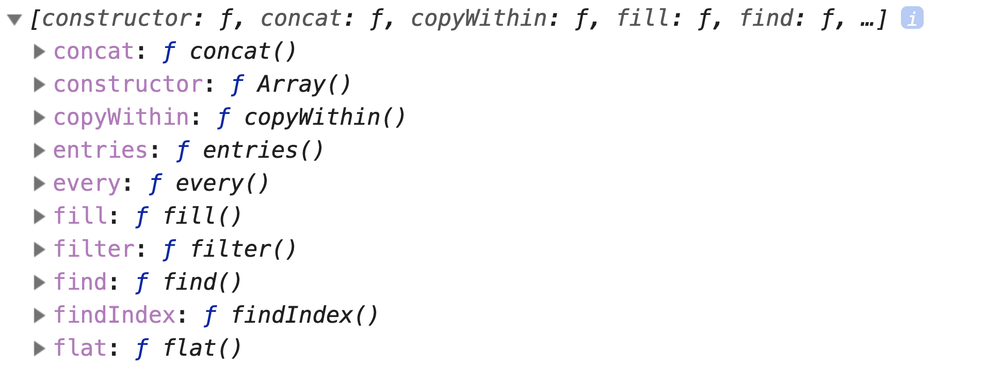 ▼ [constructor: ƒ, concat: ƒ, copyWithin: ƒ, fill: ƒ, find: ƒ, …] i
▶ concat: ƒ concat()
▶ constructor: ƒ Array()
▶ copyWithin: ƒ copyWithin()
▶ entries: ƒ entries()
▶ every: ƒ every()
▶ fill: ƒ fill()
▶ filter: ƒ filter()
▶ find: ƒ find()
▶ findIndex: ƒ findIndex()
▶ flat: ƒ flat()